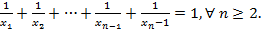 1/x₁ + 1/x₂ + ⋯ + 1/xₙ₋₁ + 1/(xₙ−1) = 1, ∀ n ≥ 2.